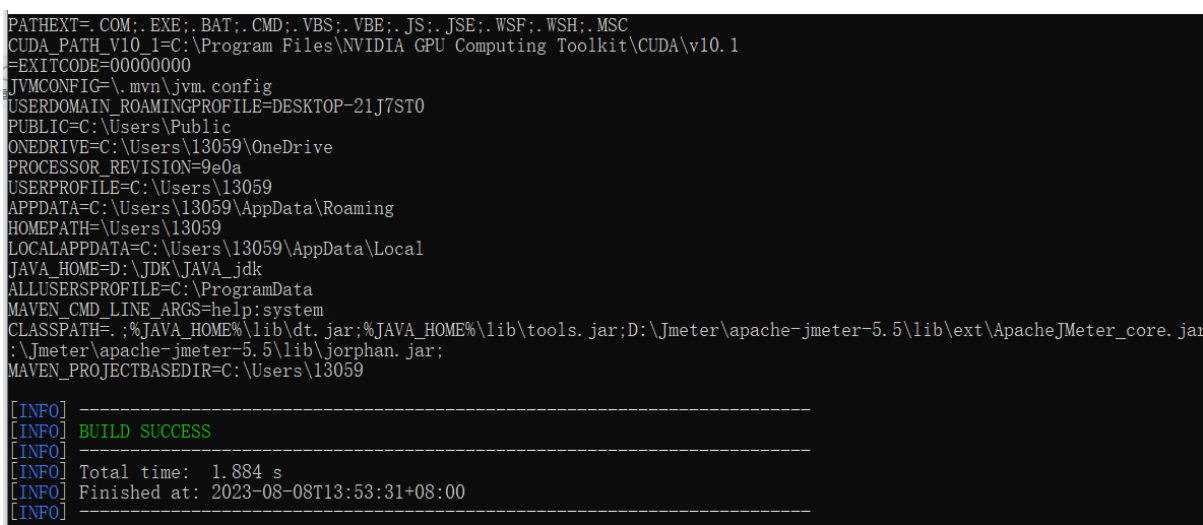 PATHEXT=.COM;.EXE;.BAT;.CMD;.VBS;.VBE;.JS;.JSE;.WSF;.WSH;.MSC
CUDA_PATH_V10_1=C:\Program Files\NVIDIA GPU Computing Toolkit\CUDA\v10.1
=EXITCODE=00000000
JVMCONFIG=\.mvn\jvm.config
USERDOMAIN_ROAMINGPROFILE=DESKTOP-21J7ST0
PUBLIC=C:\Users\Public
ONEDRIVE=C:\Users\13059\OneDrive
PROCESSOR_REVISION=9e0a
USERPROFILE=C:\Users\13059
APPDATA=C:\Users\13059\AppData\Roaming
HOMEPATH=\Users\13059
LOCALAPPDATA=C:\Users\13059\AppData\Local
JAVA_HOME=D:\JDK\JAVA_jdk
ALLUSERSPROFILE=C:\ProgramData
MAVEN_CMD_LINE_ARGS=help:system
CLASSPATH=.;%JAVA_HOME%\lib\dt.jar;%JAVA_HOME%\lib\tools.jar;D:\Jmeter\apache-jmeter-5.5\lib\ext\ApacheJMeter_core.jar
:\Jmeter\apache-jmeter-5.5\lib\jorphan.jar;
MAVEN_PROJECTBASEDIR=C:\Users\13059
[INFO] ------------------------------------------------------------------------
[INFO] BUILD SUCCESS
[INFO] ------------------------------------------------------------------------
[INFO] Total time:  1.884 s
[INFO] Finished at: 2023-08-08T13:53:31+08:00
[INFO] ------------------------------------------------------------------------